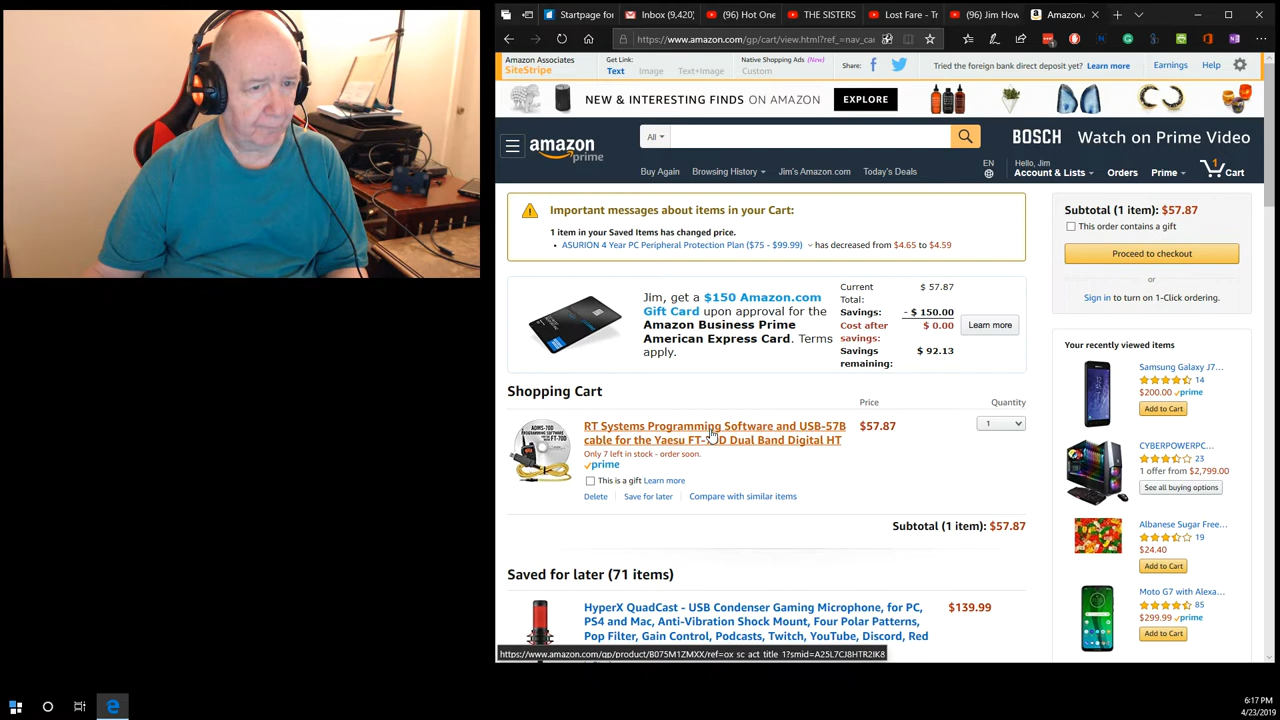 Startpage for
Inbox (9,420)
(96) Hot One
THE SISTERS
Lost Fare - Tr
(96) Jim How
Amazon.c
https://www.amazon.com/gp/cart/view.html?ref_=nav_cai
Amazon Associates
SiteStripe
Get Link:
Text Image Text+Image
Native Shopping Ads (New)
Custom
Share:
Tried the foreign bank direct deposit yet? Learn more
Earnings
Help
NEW & INTERESTING FINDS ON AMAZON
EXPLORE
amazon
prime
All
BOSCH Watch on Prime Video
Buy Again
Browsing History
Jim's Amazon.com
Today's Deals
EN
Hello, Jim
Account & Lists
Orders
Prime
1
Cart
Important messages about items in your Cart:
1 item in your Saved Items has changed price.
• ASURION 4 Year PC Peripheral Protection Plan ($75 - $99.99) has decreased from $4.65 to $4.59
Jim, get a $150 Amazon.com
Gift Card upon approval for the
Amazon Business Prime
American Express Card. Terms
apply.
Current
Total:
$ 57.87
Savings: - $ 150.00
Cost after
savings:
$ 0.00
Savings
remaining:
$ 92.13
Learn more
Shopping Cart
Price
Quantity
ADMS-70D
RT Systems Programming Software and USB-57B
cable for the Yaesu FT-70D Dual Band Digital HT
$57.87
1
Only 7 left in stock - order soon.
prime
This is a gift Learn more
Delete
Save for later
Compare with similar items
Subtotal (1 item): $57.87
Saved for later (71 items)
HyperX QuadCast - USB Condenser Gaming Microphone, for PC,
PS4 and Mac, Anti-Vibration Shock Mount, Four Polar Patterns,
Pop Filter, Gain Control, Podcasts, Twitch, YouTube, Discord, Red
$139.99
https://www.amazon.com/gp/product/B075M1ZMXX/ref=ox_sc_act_title_1?smid=A25L7CJ8HTR2IK8
Subtotal (1 item): $57.87
This order contains a gift
Proceed to checkout
or
Sign in to turn on 1-Click ordering.
Your recently viewed items
Samsung Galaxy J7...
14
$200.00 prime
Add to Cart
CYBERPOWERPC...
23
1 offer from $2,799.00
See all buying options
Albanese Sugar Free...
19
$24.40
Add to Cart
Moto G7 with Alexa...
85
$299.99 prime
Add to Cart
6:17 PM
4/23/2019